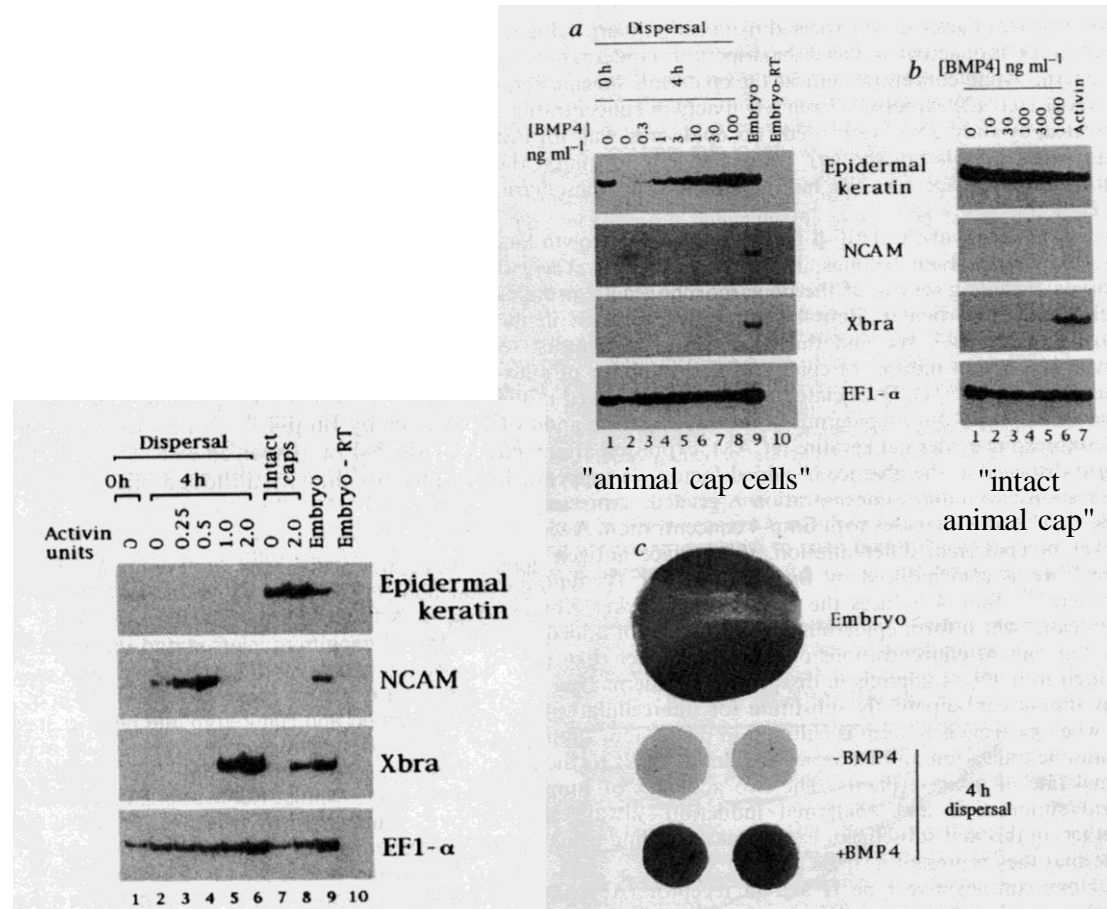 a
Dispersal
0 h
4 h
[BMP4]
ng ml⁻¹
0
0
0.3
1
3
10
30
100
Embryo
Embryo-RT
Epidermal
keratin
NCAM
Xbra
EF1-α
1 2 3 4 5 6 7 8 9 10
"animal cap cells"
b
[BMP4] ng ml⁻¹
0
10
30
100
300
1000
Activin
1 2 3 4 5 6 7
"intact
animal cap"
c
Embryo
-BMP4
+BMP4
4 h
dispersal
Dispersal
0h
4h
Intact
caps
Embryo
Embryo - RT
Activin
units
0
0
0.25
0.5
1.0
2.0
0
2.0
Epidermal
keratin
NCAM
Xbra
EF1-α
1 2 3 4 5 6 7 8 9 10